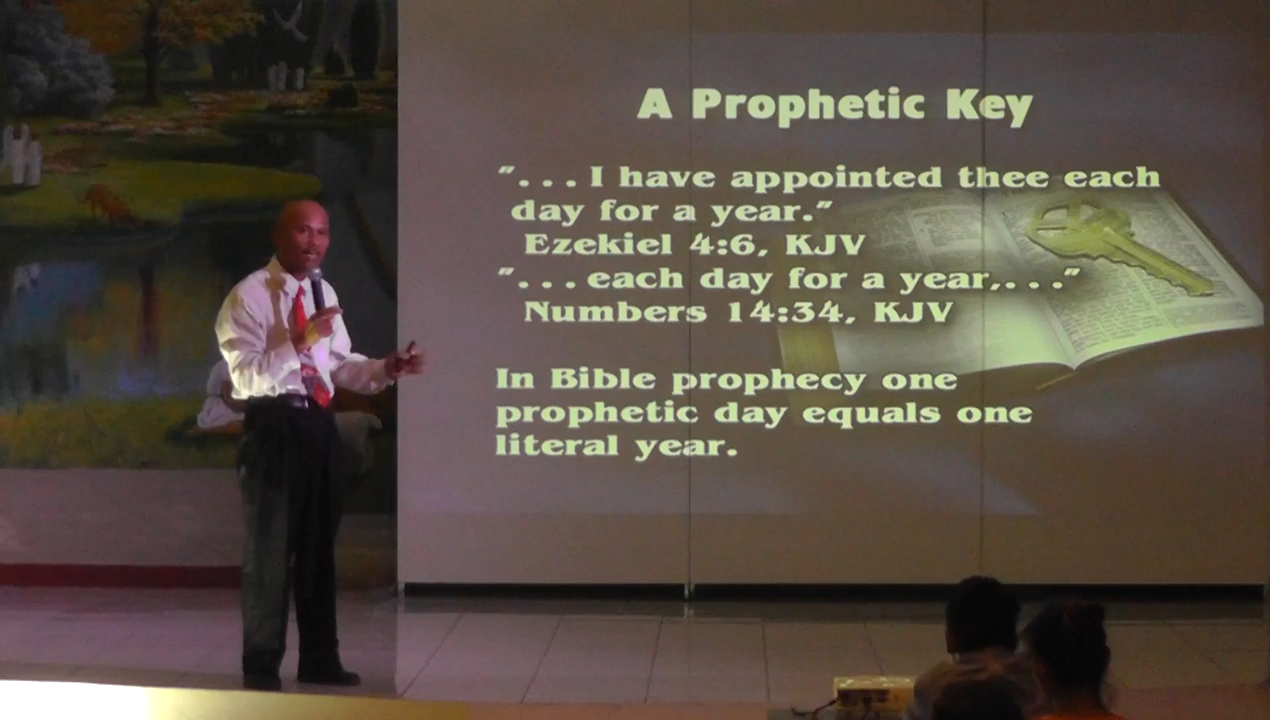 A Prophetic Key
"... I have appointed thee each
day for a year."
Ezekiel 4:6, KJV
"... each day for a year,..."
Numbers 14:34, KJV
In Bible prophecy one
prophetic day equals one
literal year.